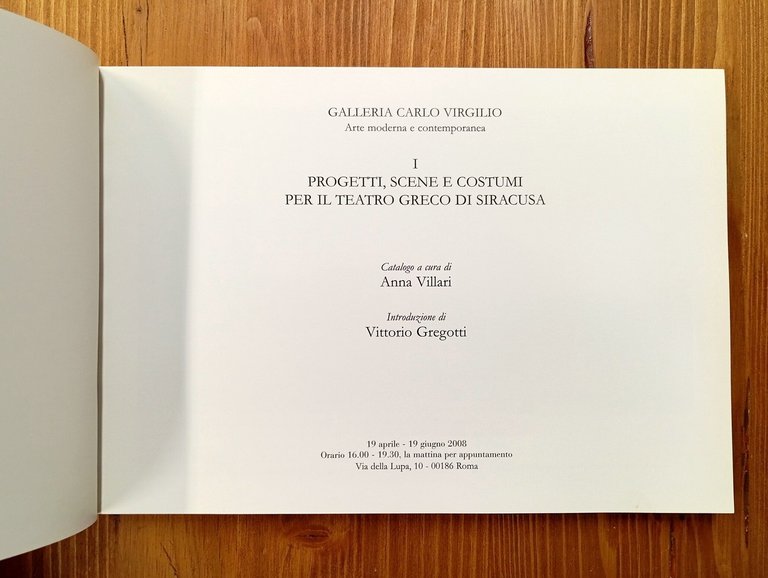 GALLERIA CARLO VIRGILIO
Arte moderna e contemporanea
I
PROGETTI, SCENE E COSTUMI
PER IL TEATRO GRECO DI SIRACUSA
Catalogo a cura di
Anna Villari
Introduzione di
Vittorio Gregotti
19 aprile - 19 giugno 2008
Orario 16.00 - 19.30, la mattina per appuntamento
Via della Lupa, 10 - 00186 Roma